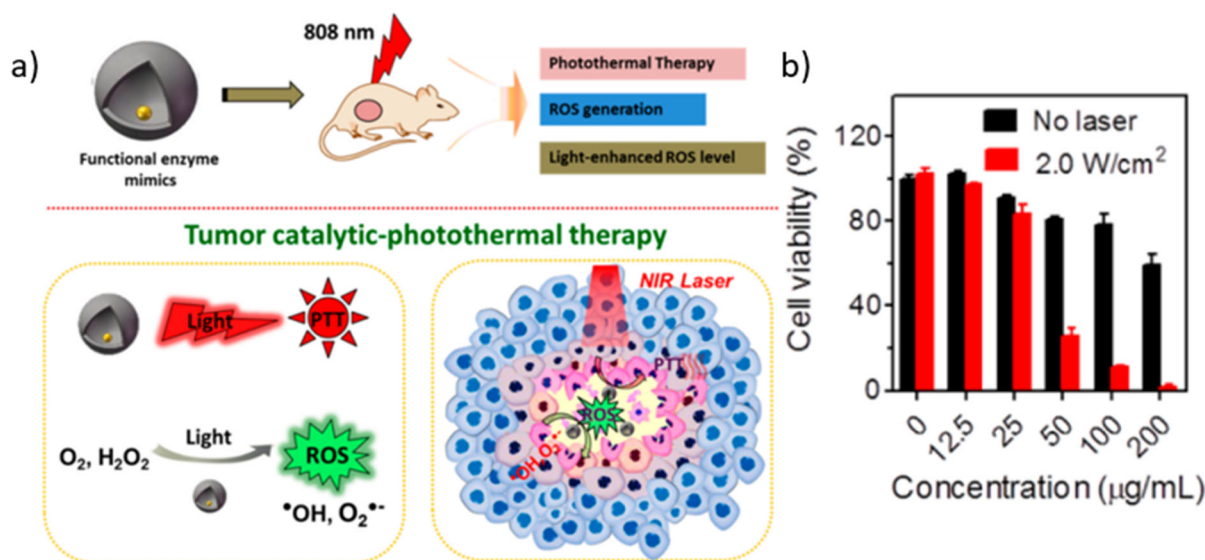 a)
808 nm
Functional enzyme
mimics
Photothermal Therapy
ROS generation
Light-enhanced ROS level
Tumor catalytic-photothermal therapy
Light
PTT
O₂, H₂O₂
Light
ROS
•OH, O₂•-
NIR Laser
PTT
ROS
•OH, O₂•-
b)
No laser
2.0 W/cm²
Cell viability (%)
120
80
40
0
0
12.5
25
50
100
200
Concentration (μg/mL)